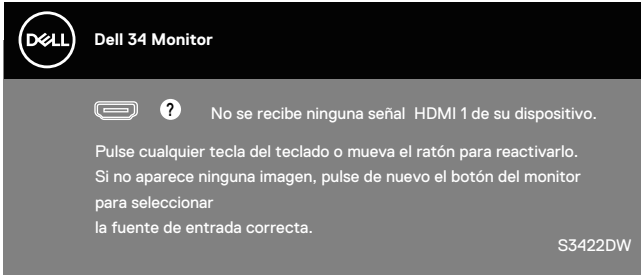 DELL
Dell 34 Monitor
? No se recibe ninguna señal HDMI 1 de su dispositivo.
Pulse cualquier tecla del teclado o mueva el ratón para reactivarlo.
Si no aparece ninguna imagen, pulse de nuevo el botón del monitor
para seleccionar
la fuente de entrada correcta.
S3422DW